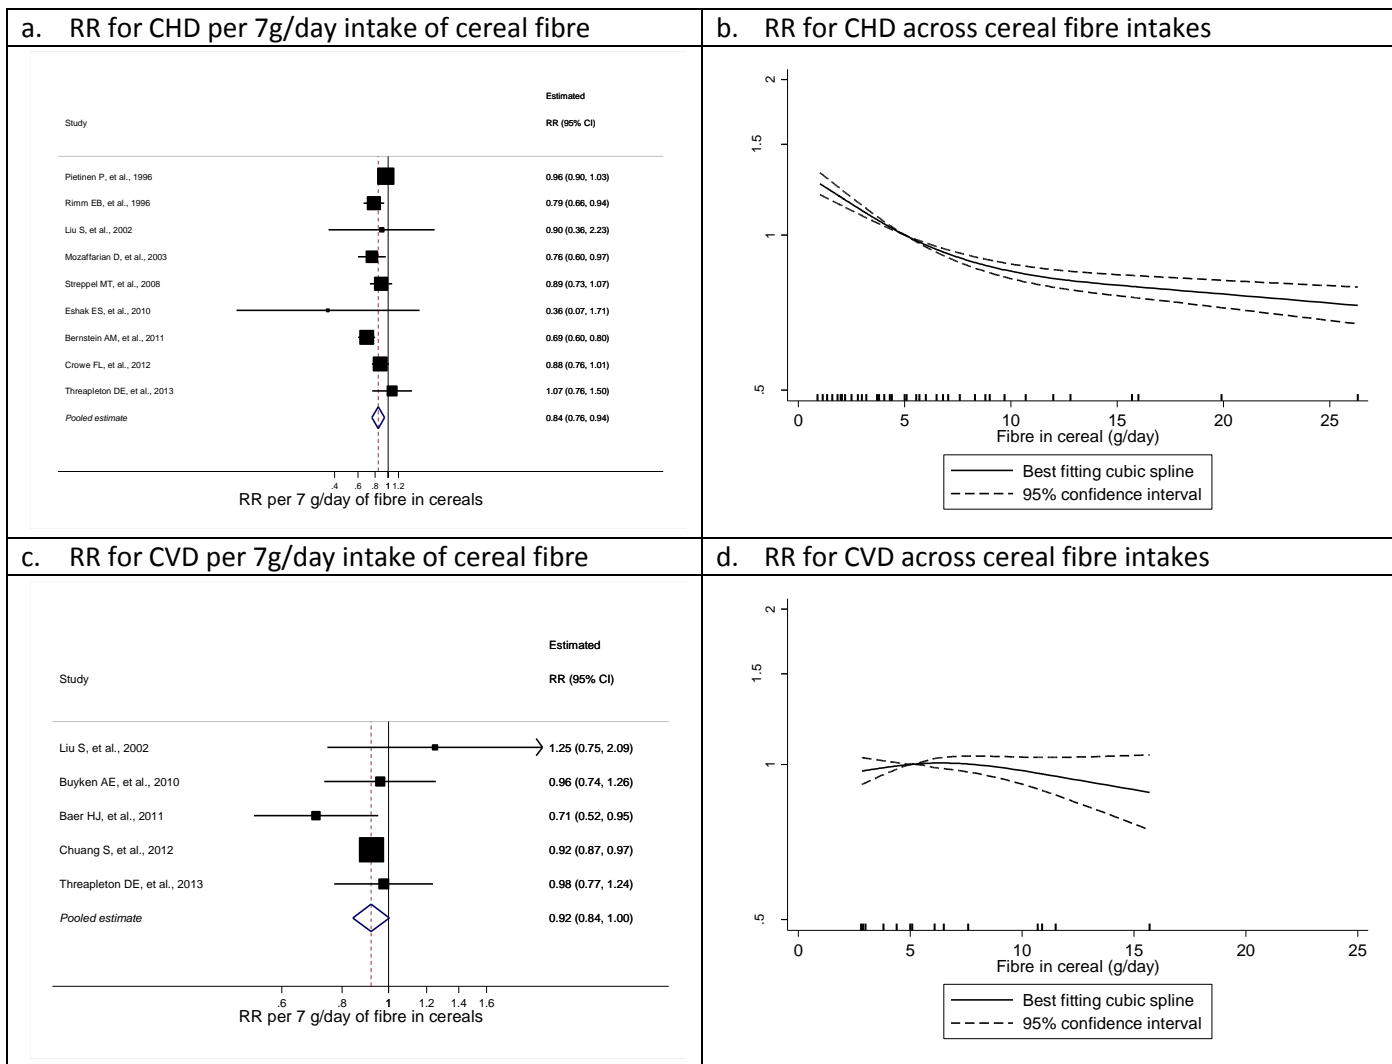 a. RR for CHD per 7g/day intake of cereal fibre
Estimated
Study RR (95% CI)
Pietinen P, et al., 1996 0.96 (0.90, 1.03)
Rimm EB, et al., 1996 0.79 (0.66, 0.94)
Liu S, et al., 2002 0.90 (0.36, 2.23)
Mozaffarian D, et al., 2003 0.76 (0.60, 0.97)
Streppel MT, et al., 2008 0.89 (0.73, 1.07)
Eshak ES, et al., 2010 0.36 (0.07, 1.71)
Bernstein AM, et al., 2011 0.69 (0.60, 0.80)
Crowe FL, et al., 2012 0.88 (0.76, 1.01)
Threapleton DE, et al., 2013 1.07 (0.76, 1.50)
Pooled estimate 0.84 (0.76, 0.94)
.4 .6 .8 1 1.2
RR per 7 g/day of fibre in cereals
b. RR for CHD across cereal fibre intakes
2
1.5
1
.5
0 5 10 15 20 25
Fibre in cereal (g/day)
Best fitting cubic spline
95% confidence interval
c. RR for CVD per 7g/day intake of cereal fibre
Estimated
Study RR (95% CI)
Liu S, et al., 2002 1.25 (0.75, 2.09)
Buyken AE, et al., 2010 0.96 (0.74, 1.26)
Baer HJ, et al., 2011 0.71 (0.52, 0.95)
Chuang S, et al., 2012 0.92 (0.87, 0.97)
Threapleton DE, et al., 2013 0.98 (0.77, 1.24)
Pooled estimate 0.92 (0.84, 1.00)
.6 .8 1 1.2 1.4 1.6
RR per 7 g/day of fibre in cereals
d. RR for CVD across cereal fibre intakes
2
1.5
1
.5
0 5 10 15 20 25
Fibre in cereal (g/day)
Best fitting cubic spline
95% confidence interval